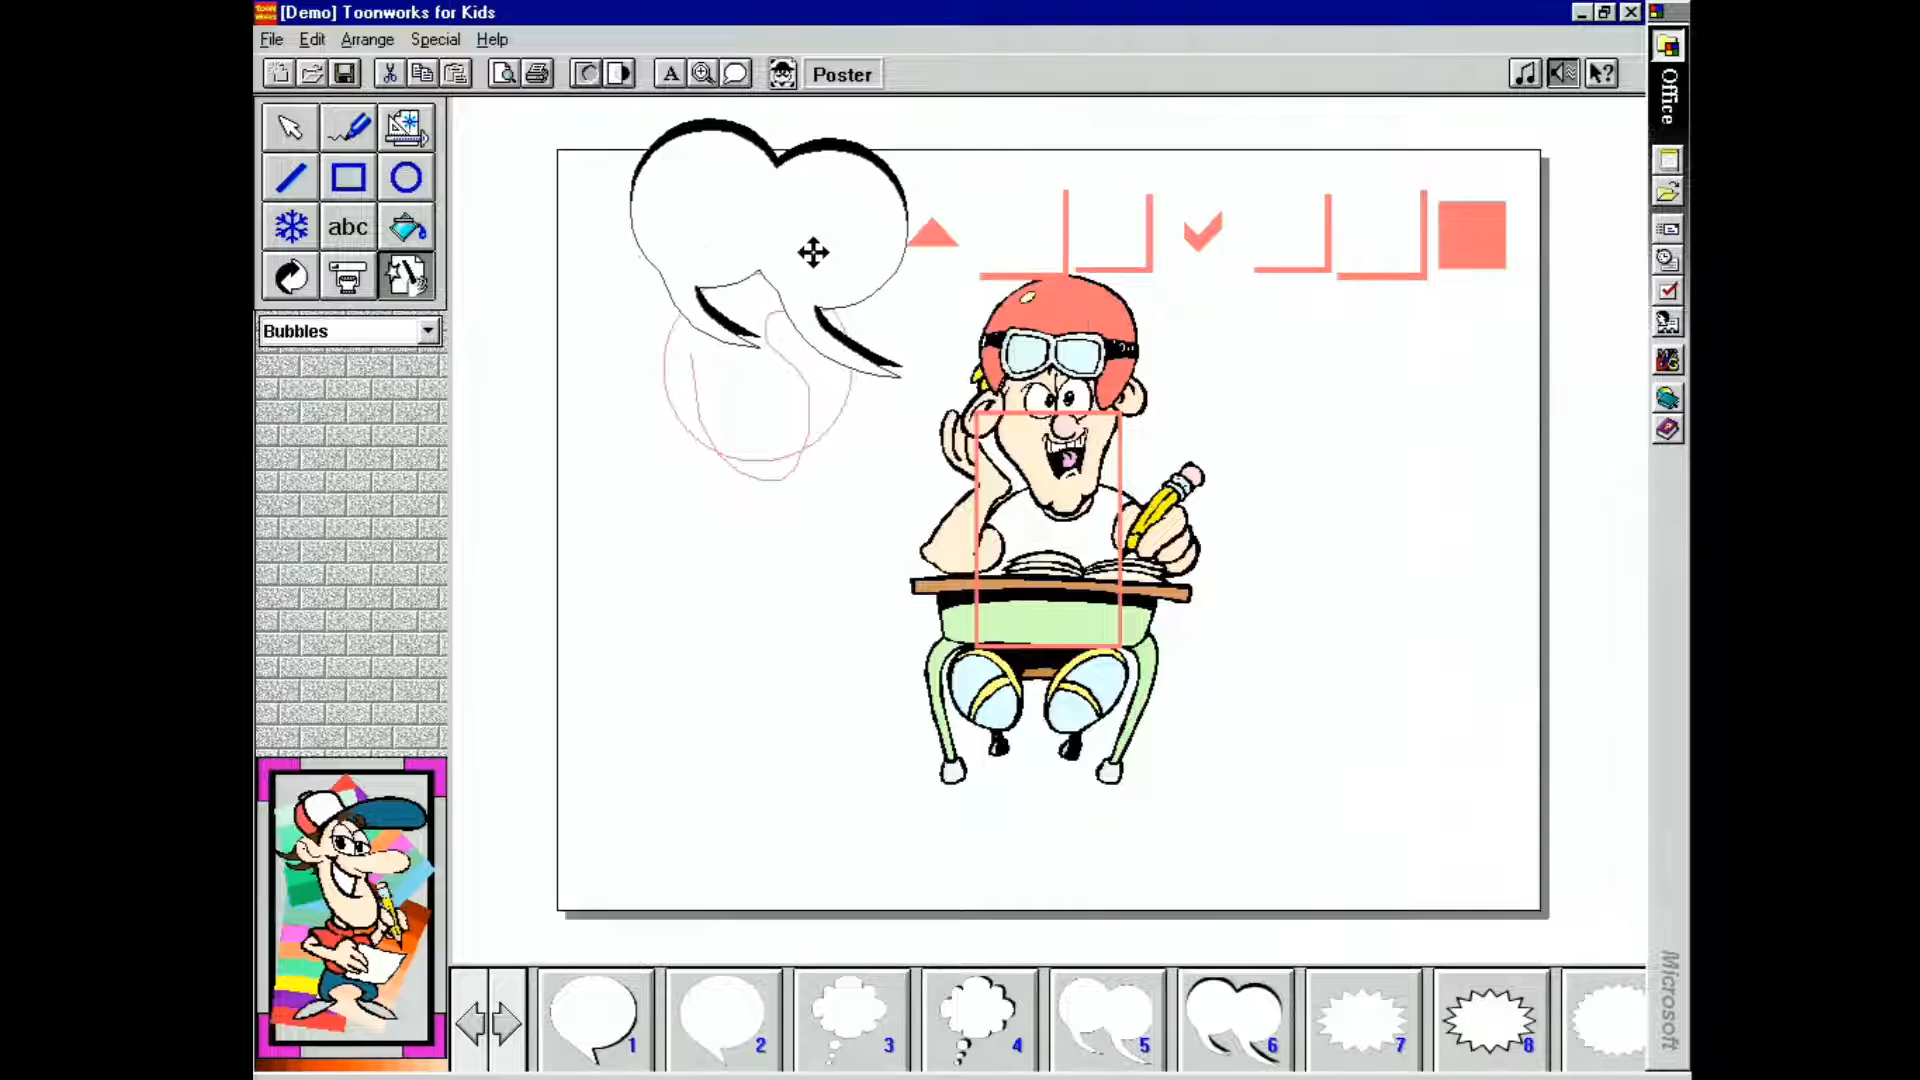 [Demo] Toonworks for Kids
File Edit Arrange Special Help
A Poster
Office
abc
Bubbles
1 2 3 4 5 6 7 8
Microsoft